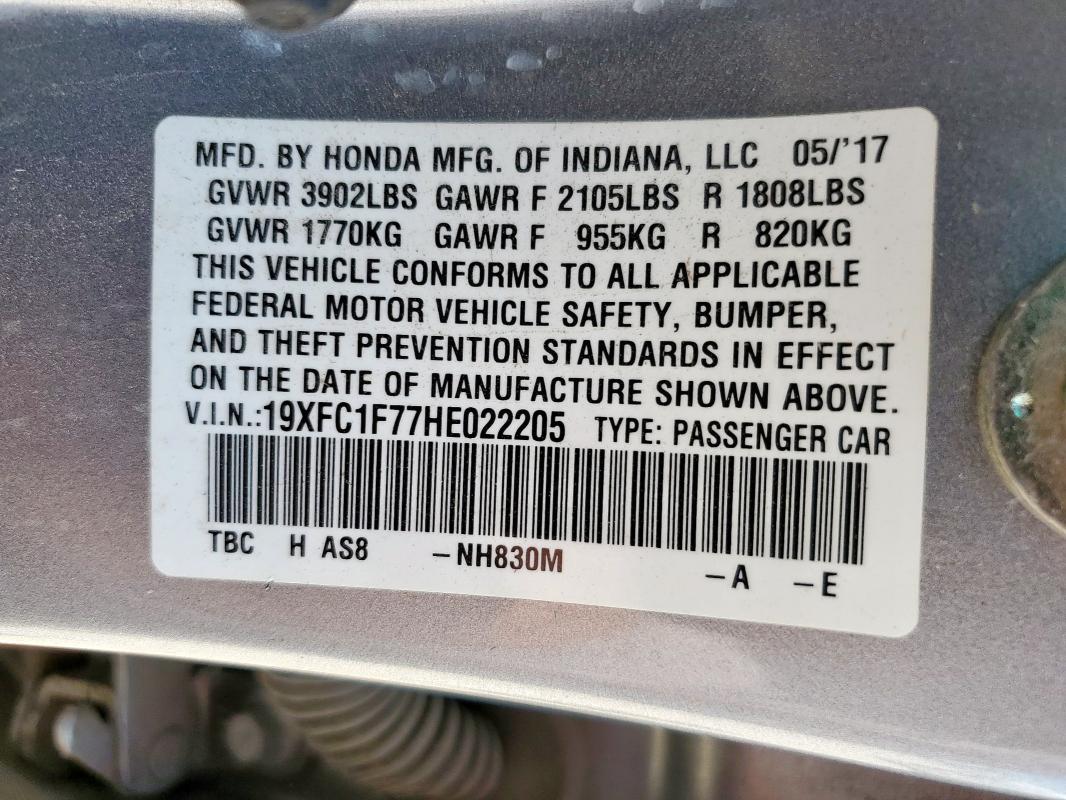 MFD. BY HONDA MFG. OF INDIANA, LLC 05/'17
GVWR 3902LBS GAWR F 2105LBS R 1808LBS
GVWR 1770KG GAWR F 955KG R 820KG
THIS VEHICLE CONFORMS TO ALL APPLICABLE
FEDERAL MOTOR VEHICLE SAFETY, BUMPER,
AND THEFT PREVENTION STANDARDS IN EFFECT
ON THE DATE OF MANUFACTURE SHOWN ABOVE.
V.I.N.:19XFC1F77HE022205 TYPE: PASSENGER CAR
TBC H AS8 –NH830M –A –E